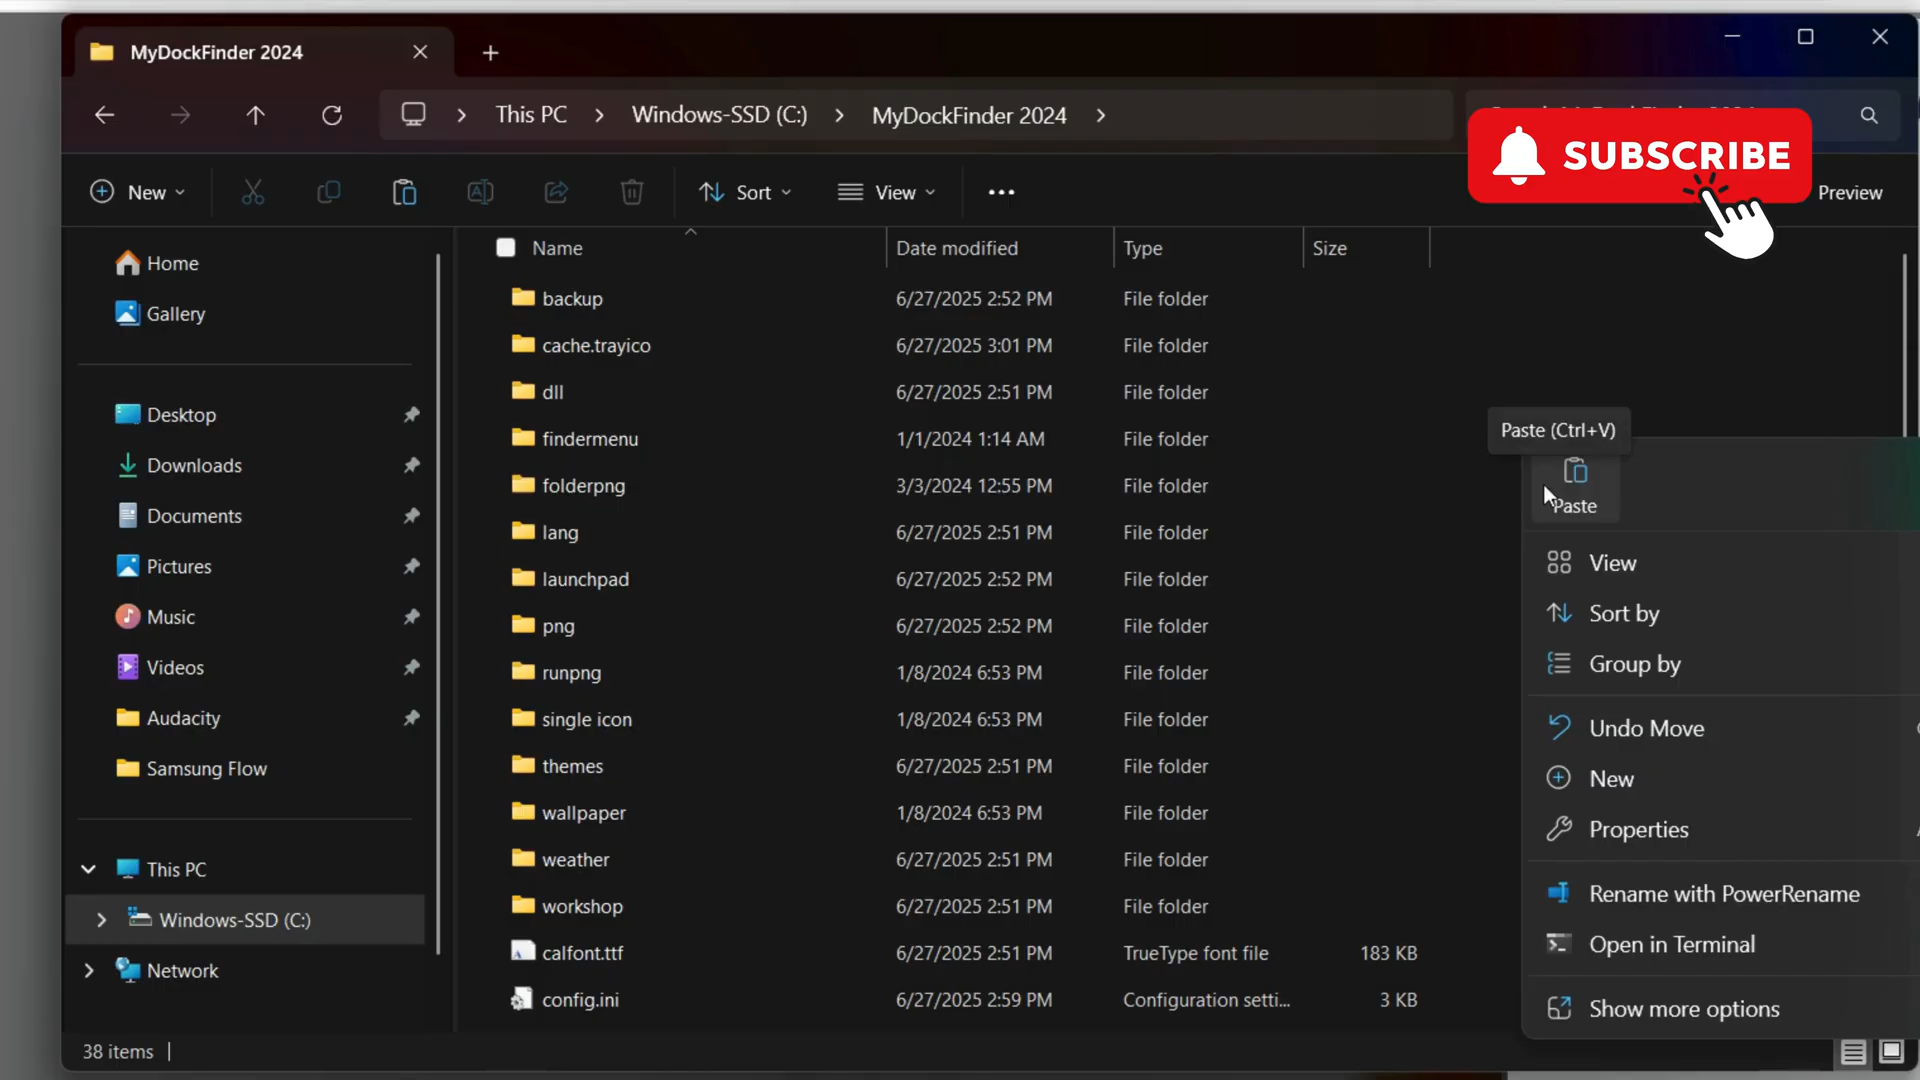 MyDockFinder 2024
This PC
Windows-SSD (C:)
MyDockFinder 2024
SUBSCRIBE
New
Sort
View
Preview
Name
Date modified
Type
Size
Home
Gallery
Desktop
Downloads
Documents
Pictures
Music
Videos
Audacity
Samsung Flow
This PC
Windows-SSD (C:)
Network
backup 6/27/2025 2:52 PM File folder
cache.trayico 6/27/2025 3:01 PM File folder
dll 6/27/2025 2:51 PM File folder
findermenu 1/1/2024 1:14 AM File folder
folderpng 3/3/2024 12:55 PM File folder
lang 6/27/2025 2:51 PM File folder
launchpad 6/27/2025 2:52 PM File folder
png 6/27/2025 2:52 PM File folder
runpng 1/8/2024 6:53 PM File folder
single icon 1/8/2024 6:53 PM File folder
themes 6/27/2025 2:51 PM File folder
wallpaper 1/8/2024 6:53 PM File folder
weather 6/27/2025 2:51 PM File folder
workshop 6/27/2025 2:51 PM File folder
calfont.ttf 6/27/2025 2:51 PM TrueType font file 183 KB
config.ini 6/27/2025 2:59 PM Configuration setti... 3 KB
Paste (Ctrl+V)
Paste
View
Sort by
Group by
Undo Move
New
Properties
Rename with PowerRename
Open in Terminal
Show more options
38 items